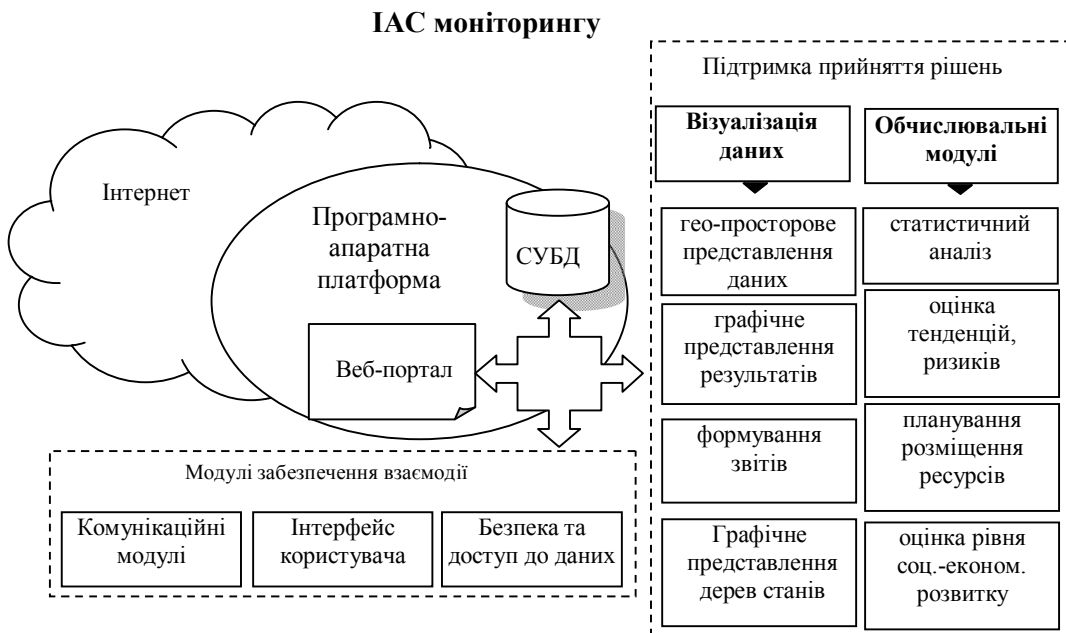 ІАС моніторингу
Інтернет
Програмно-
апаратна
платформа
СУБД
Веб-портал
Модулі забезпечення взаємодії
Комунікаційні
модулі
Інтерфейс
користувача
Безпека та
доступ до даних
Підтримка прийняття рішень
Візуалізація
даних
гео-просторове
представлення
даних
графічне
представлення
результатів
формування
звітів
Графічне
представлення
дерев станів
Обчислювальні
модулі
статистичний
аналіз
оцінка
тенденцій,
ризиків
планування
розміщення
ресурсів
оцінка рівня
соц.-економ.
розвитку